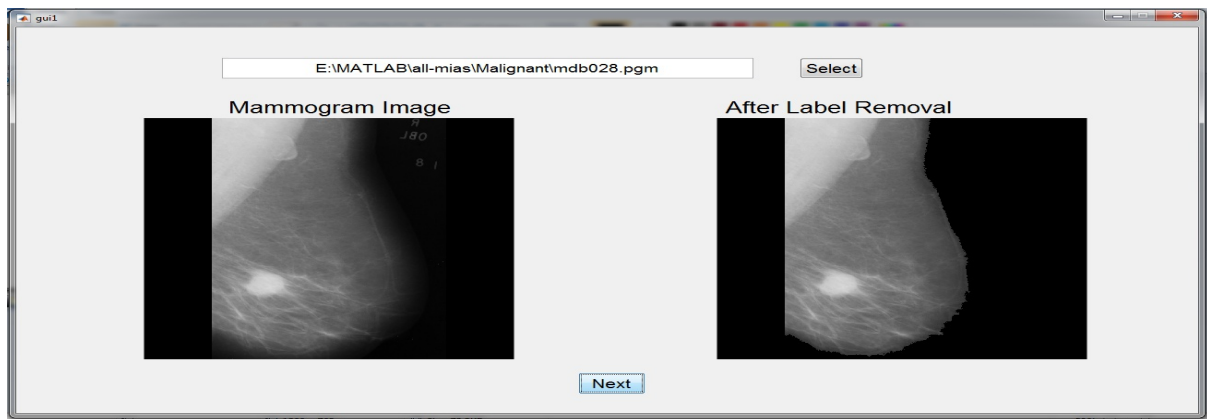 gui1
E:\MATLAB\all-mias\Malignant\mdb028.pgm
Select
Mammogram Image
After Label Removal
Next